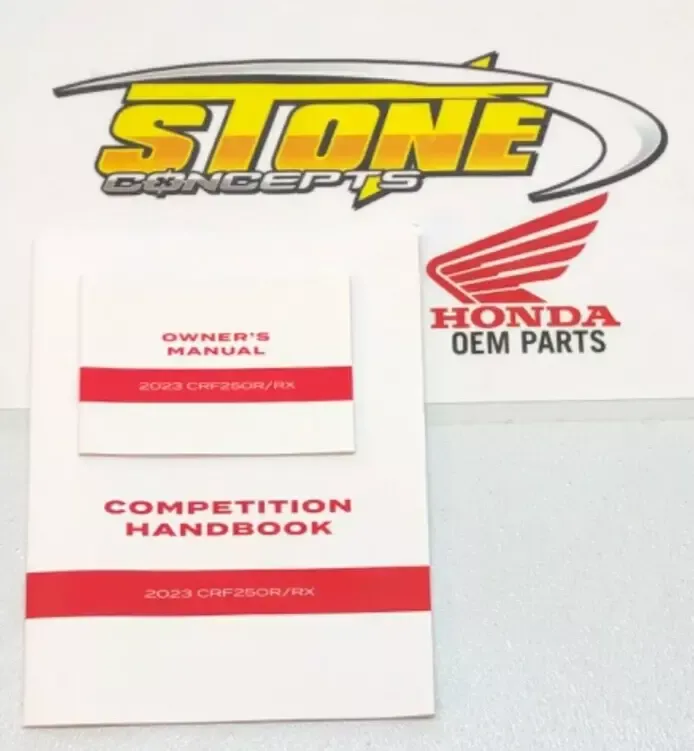 STONE
CONCEPTS
HONDA
OEM PARTS
OWNER'S
MANUAL
2023 CRF250R/RX
COMPETITION
HANDBOOK
2023 CRF250R/RX